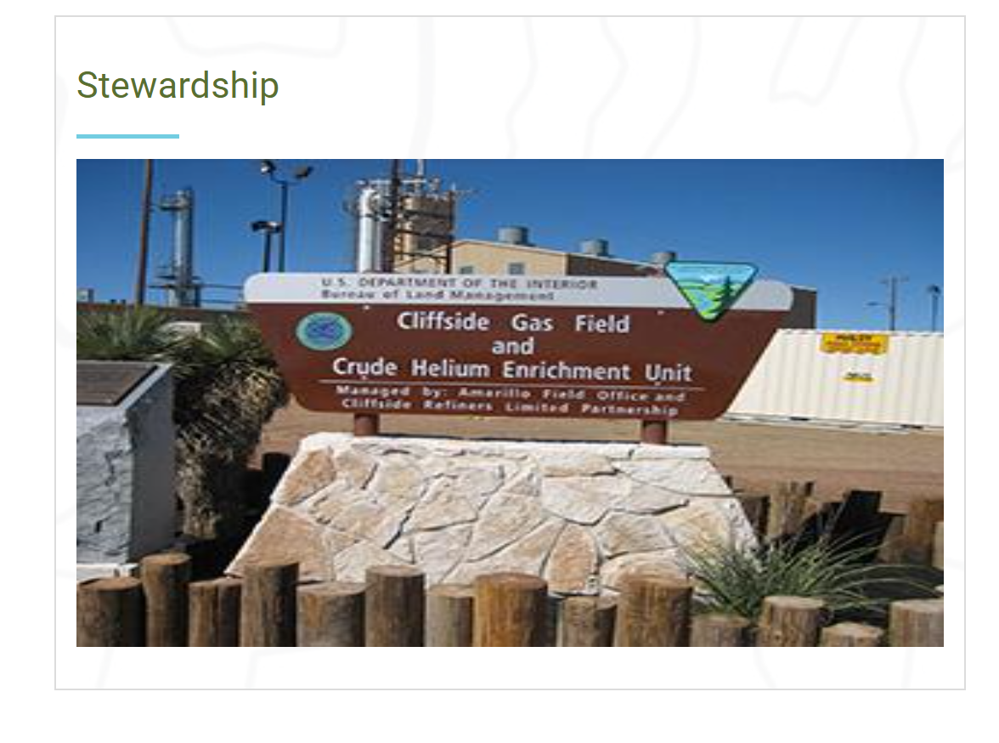 Stewardship
U.S. DEPARTMENT OF THE INTERIOR
Bureau of Land Management
Cliffside Gas Field
and
Crude Helium Enrichment Unit
Managed by: Amarillo Field Office and
Cliffside Refiners Limited Partnership